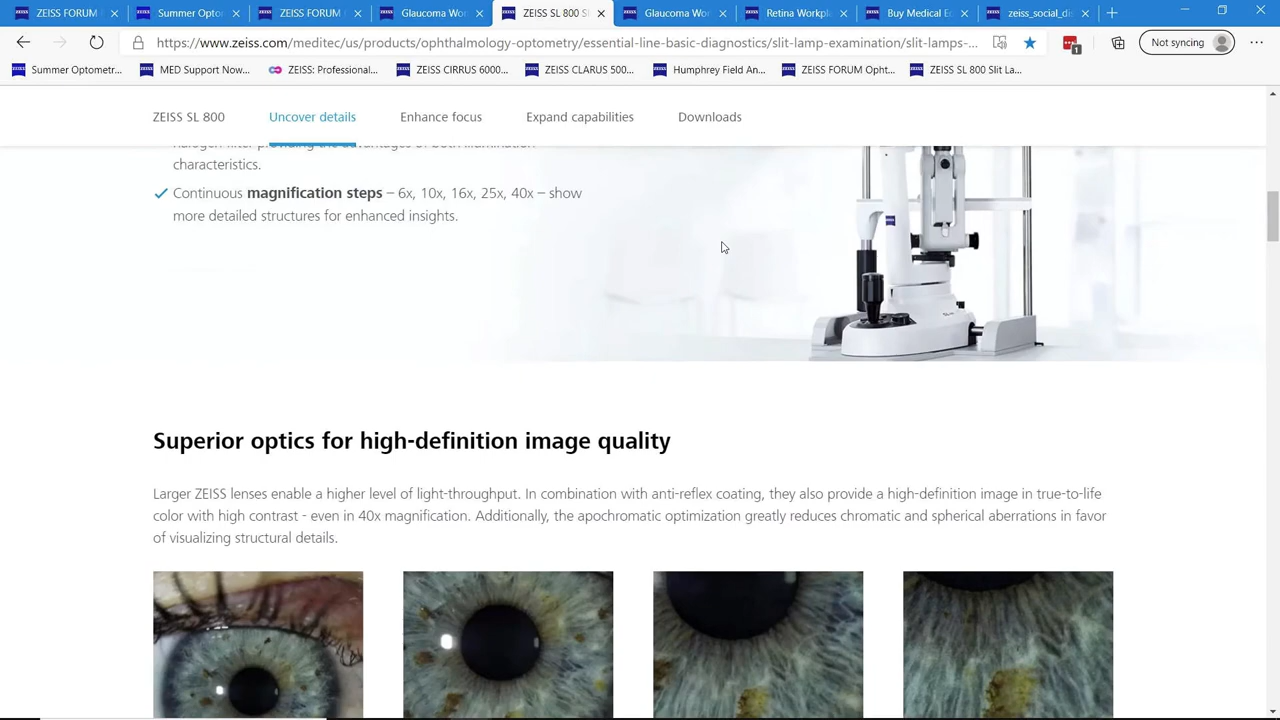 ZEISS FORUM
Summer Opto
ZEISS FORUM
Glaucoma Wor
ZEISS SL 800 S
Glaucoma Wo
Retina Workpl
Buy Medical E
zeiss_social_di
https://www.zeiss.com/meditec/us/products/ophthalmology-optometry/essential-line-basic-diagnostics/slit-lamp-examination/slit-lamps-...
1
Not syncing
Summer Optometr...
MED Support Now...
ZEISS: Professional...
ZEISS CIRRUS 6000...
ZEISS CLARUS 500...
Humphrey Field An...
ZEISS FORUM Opht...
ZEISS SL 800 Slit La...
ZEISS SL 800
Uncover details
Enhance focus
Expand capabilities
Downloads
characteristics.
Continuous magnification steps – 6x, 10x, 16x, 25x, 40x – show
more detailed structures for enhanced insights.
Superior optics for high-definition image quality
Larger ZEISS lenses enable a higher level of light-throughput. In combination with anti-reflex coating, they also provide a high-definition image in true-to-life
color with high contrast - even in 40x magnification. Additionally, the apochromatic optimization greatly reduces chromatic and spherical aberrations in favor
of visualizing structural details.